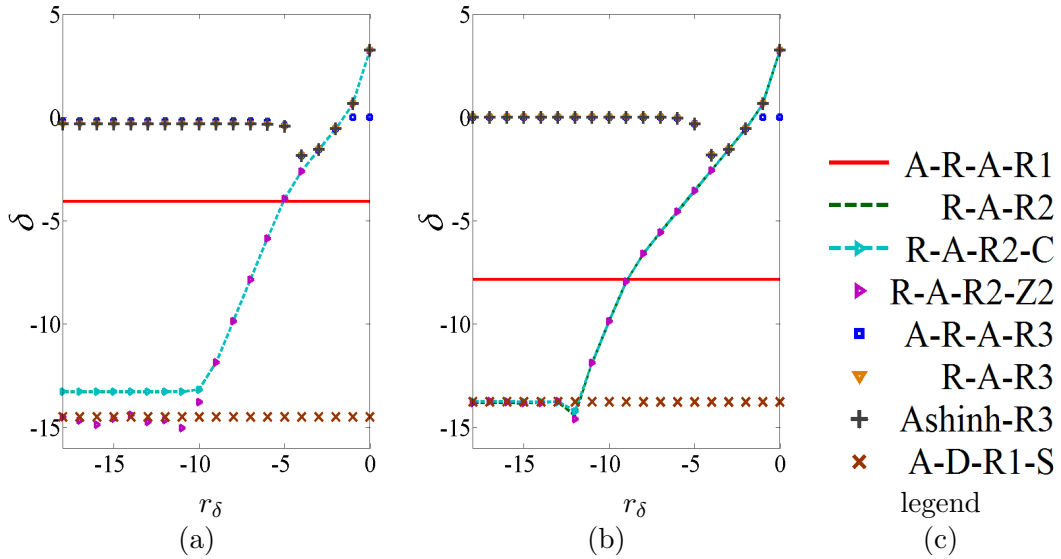 5
0
-5
-10
-15
δ
-15 -10 -5 0
r_δ
(a)
5
0
-5
-10
-15
δ
-15 -10 -5 0
r_δ
(b)
A-R-A-R1
R-A-R2
R-A-R2-C
R-A-R2-Z2
A-R-A-R3
R-A-R3
Ashinh-R3
A-D-R1-S
legend
(c)